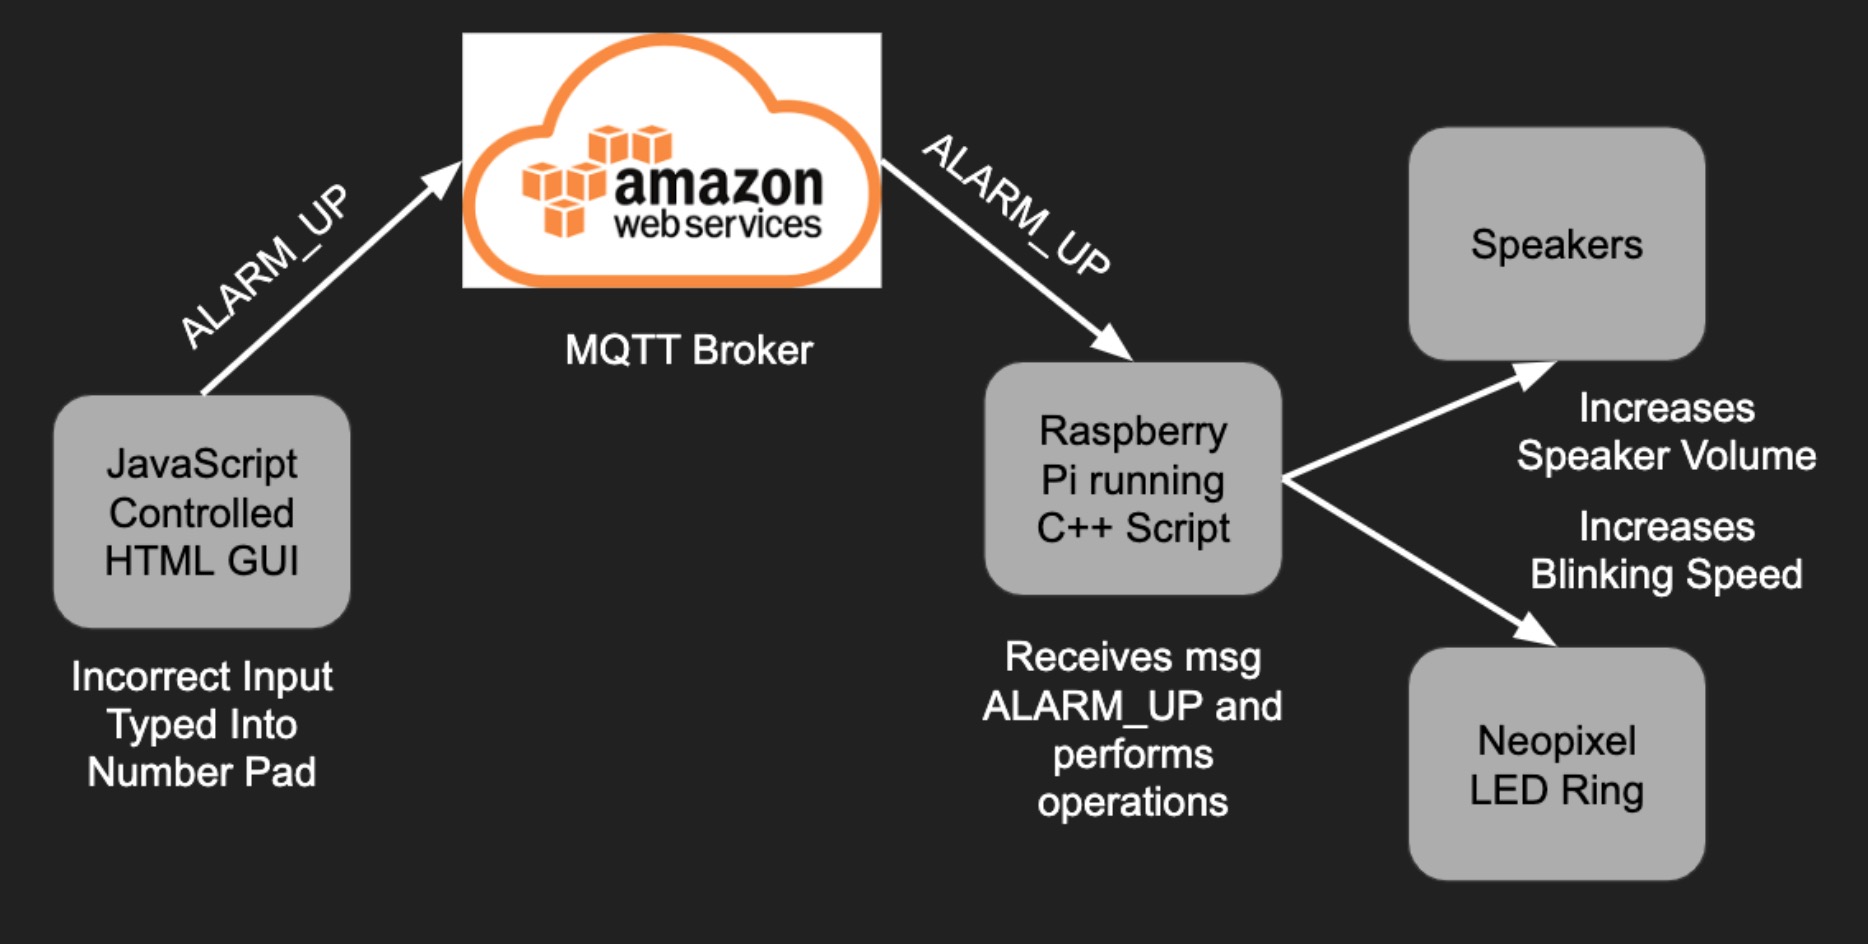 ALARM_UP
amazon
web services
MQTT Broker
ALARM_UP
JavaScript
Controlled
HTML GUI
Incorrect Input
Typed Into
Number Pad
Raspberry
Pi running
C++ Script
Receives msg
ALARM_UP and
performs
operations
Speakers
Increases
Speaker Volume
Increases
Blinking Speed
Neopixel
LED Ring